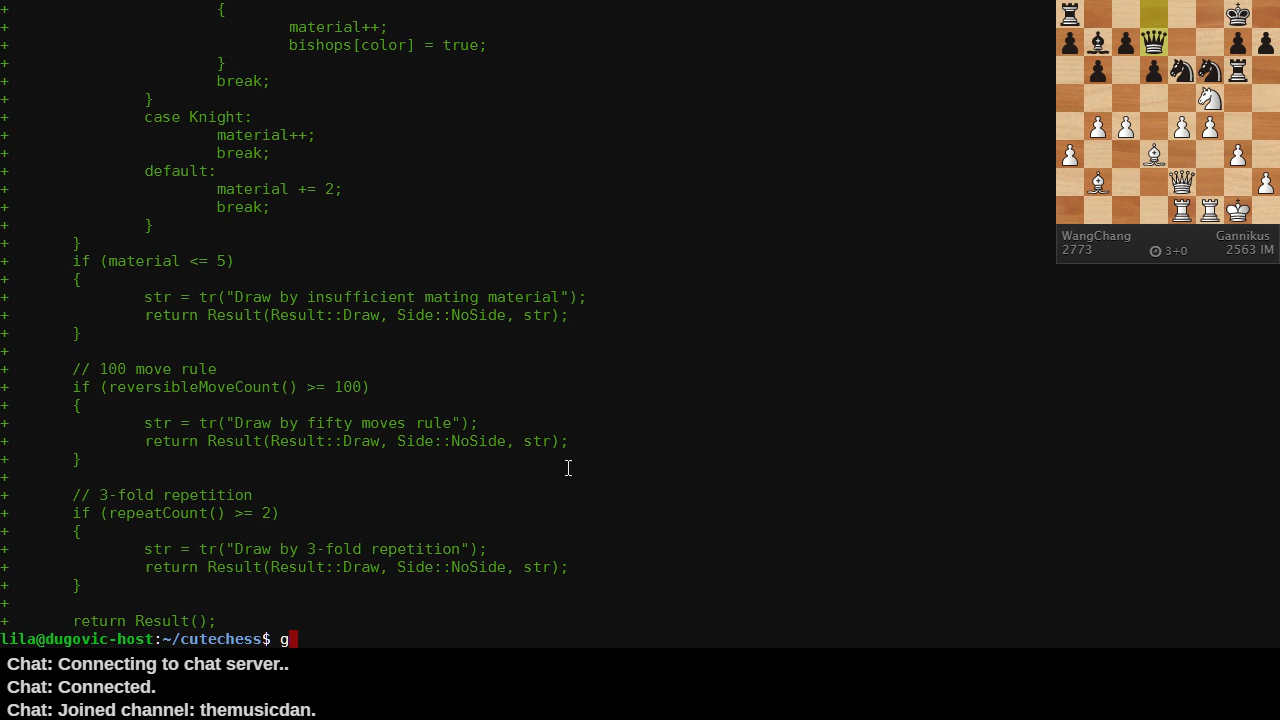 +                       {
+                               material++;
+                               bishops[color] = true;
+                       }
+                       break;
+               }
+               case Knight:
+                       material++;
+                       break;
+               default:
+                       material += 2;
+                       break;
+               }
+       }
+       if (material <= 5)
+       {
+               str = tr("Draw by insufficient mating material");
+               return Result(Result::Draw, Side::NoSide, str);
+       }
+
+       // 100 move rule
+       if (reversibleMoveCount() >= 100)
+       {
+               str = tr("Draw by fifty moves rule");
+               return Result(Result::Draw, Side::NoSide, str);
+       }
+
+       // 3-fold repetition
+       if (repeatCount() >= 2)
+       {
+               str = tr("Draw by 3-fold repetition");
+               return Result(Result::Draw, Side::NoSide, str);
+       }
+
+       return Result();
lila@dugovic-host:~/cutechess$ g
WangChang Gannikus
2773 3+0 2563 IM
Chat: Connecting to chat server..
Chat: Connected.
Chat: Joined channel: themusicdan.